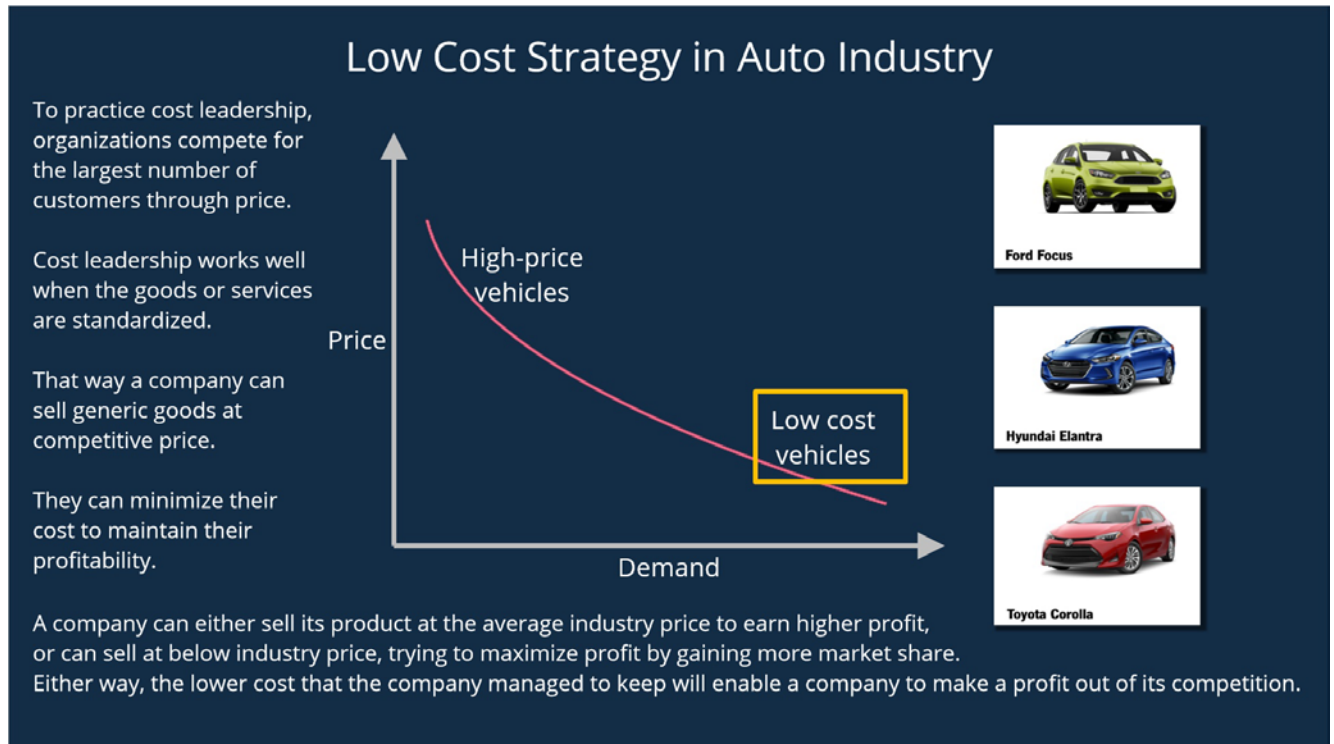 Low Cost Strategy in Auto Industry
To practice cost leadership,
organizations compete for
the largest number of
customers through price.
Cost leadership works well
when the goods or services
are standardized.
That way a company can
sell generic goods at
competitive price.
They can minimize their
cost to maintain their
profitability.
Price
High-price
vehicles
Low cost
vehicles
Demand
Ford Focus
Hyundai Elantra
Toyota Corolla
A company can either sell its product at the average industry price to earn higher profit,
or can sell at below industry price, trying to maximize profit by gaining more market share.
Either way, the lower cost that the company managed to keep will enable a company to make a profit out of its competition.